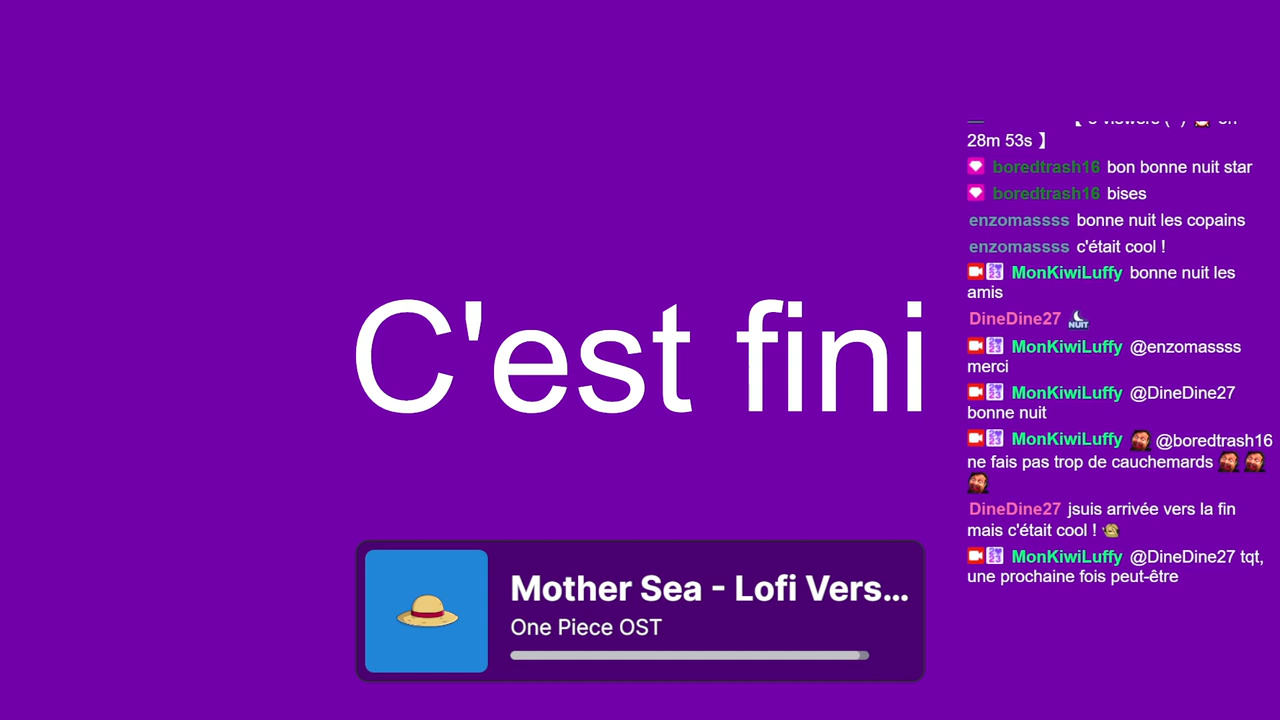 28m 53s 】
boredtrash16 bon bonne nuit star
boredtrash16 bises
enzomassss bonne nuit les copains
enzomassss c'était cool !
MonKiwiLuffy bonne nuit les
amis
DineDine27 NUIT
MonKiwiLuffy @enzomassss
merci
MonKiwiLuffy @DineDine27
bonne nuit
MonKiwiLuffy @boredtrash16
ne fais pas trop de cauchemards
DineDine27 jsuis arrivée vers la fin
mais c'était cool !
MonKiwiLuffy @DineDine27 tqt,
une prochaine fois peut-être
C'est fini
Mother Sea - Lofi Vers...
One Piece OST